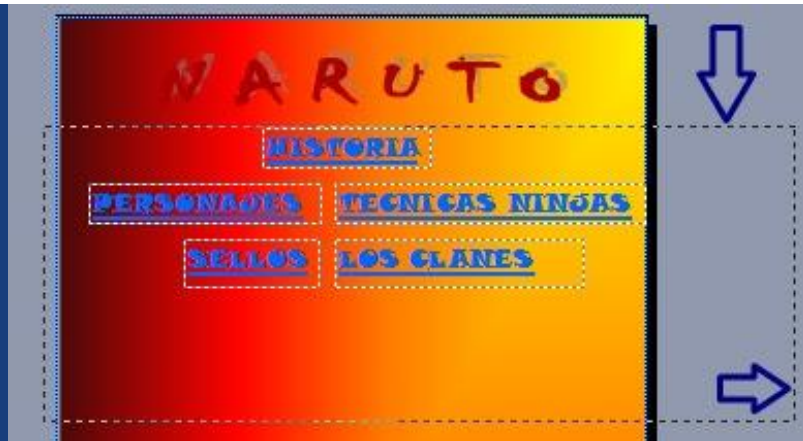 NARUTO
HISTORIA
PERSONAJES TECNICAS NINJAS
SELLOS LOS CLANES